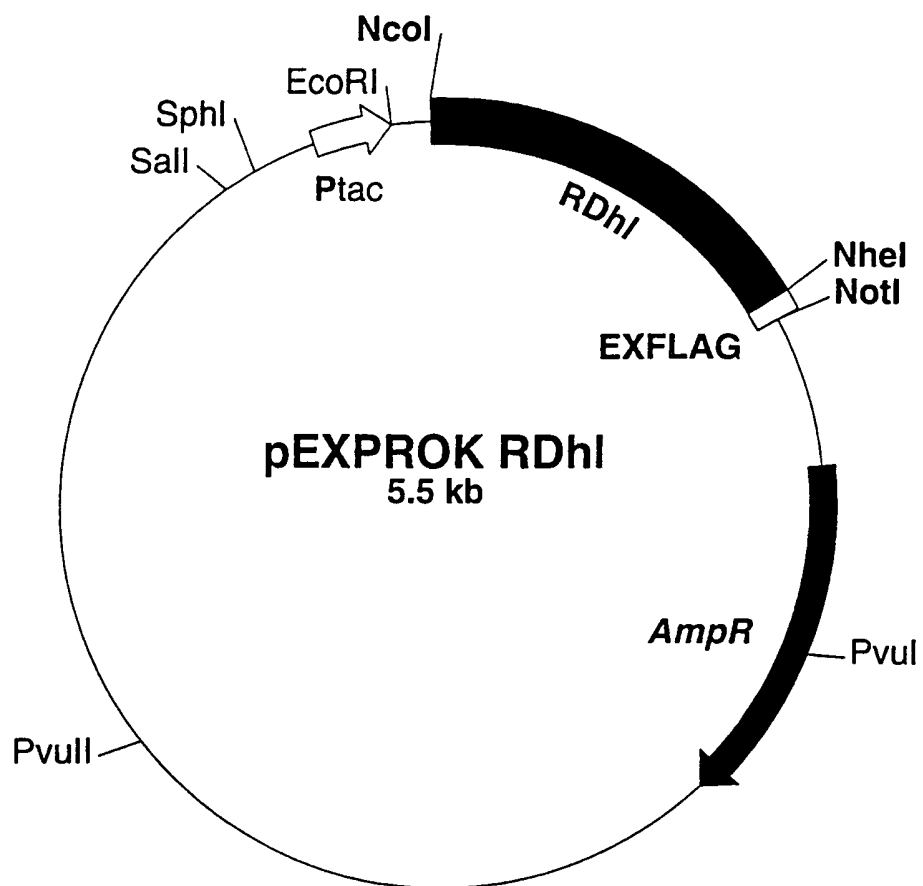 NcoI
EcoRI
SphI
SalI
Ptac
RDhI
NheI
NotI
EXFLAG
pEXPROK RDhI
5.5 kb
AmpR
PvuI
PvuII